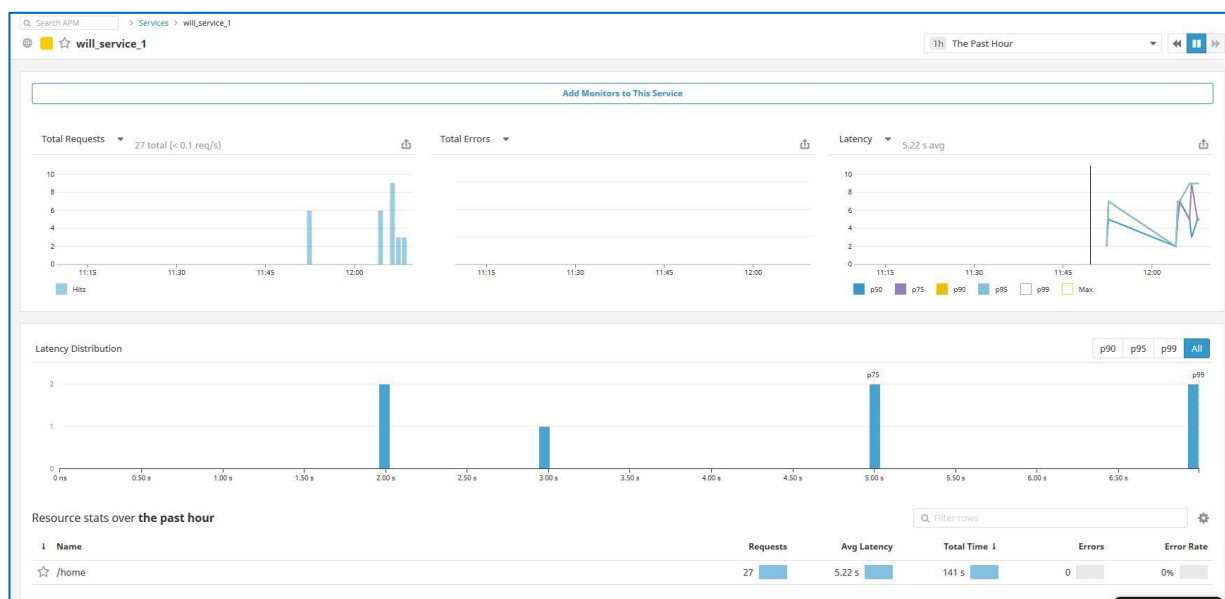 Search APM > Services > will_service_1
will_service_1 1h The Past Hour
Add Monitors to This Service
Total Requests 27 total (< 0.1 req/s)
10
8
6
4
2
0
11:15 11:30 11:45 12:00
Hits
Total Errors
11:15 11:30 11:45 12:00
Latency 5.22 s avg
10
8
6
4
2
0
11:15 11:30 11:45 12:00
p50 p75 p90 p95 p99 Max
Latency Distribution p90 p95 p99 All
p75 p99
2
1
0
0 ns 0.50 s 1.00 s 1.50 s 2.00 s 2.50 s 3.00 s 3.50 s 4.00 s 4.50 s 5.00 s 5.50 s 6.00 s 6.50 s
Resource stats over the past hour Filter rows
↓ Name Requests Avg Latency Total Time ↓ Errors Error Rate
/home 27 5.22 s 141 s 0 0%